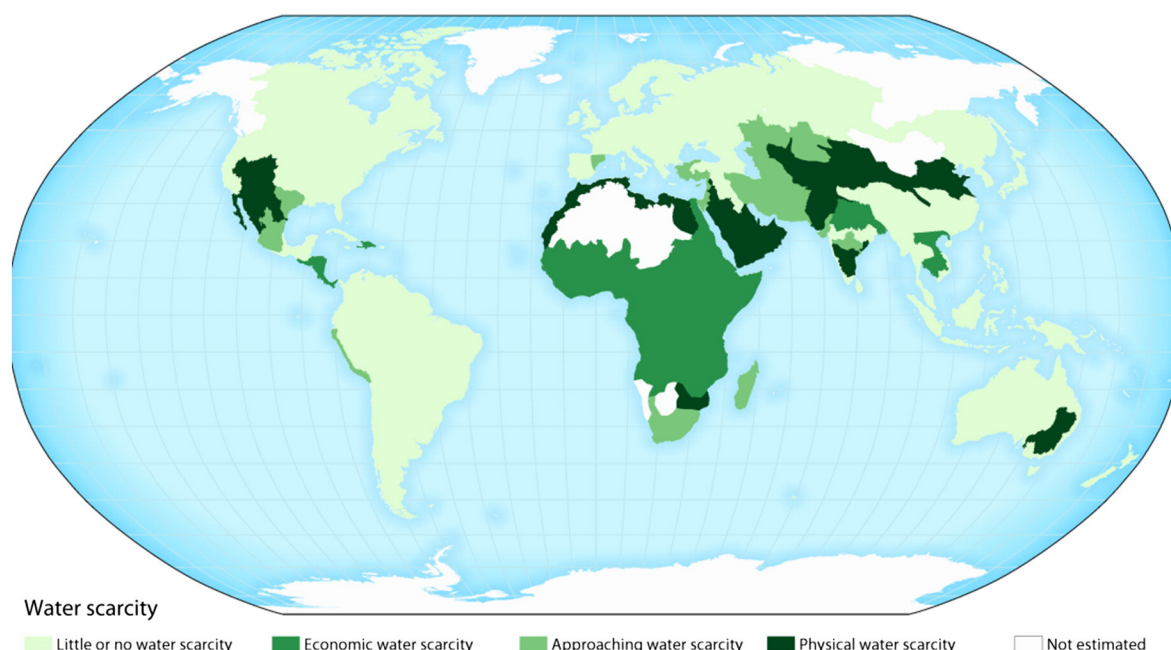 Water scarcity
Little or no water scarcity
Economic water scarcity
Approaching water scarcity
Physical water scarcity
Not estimated